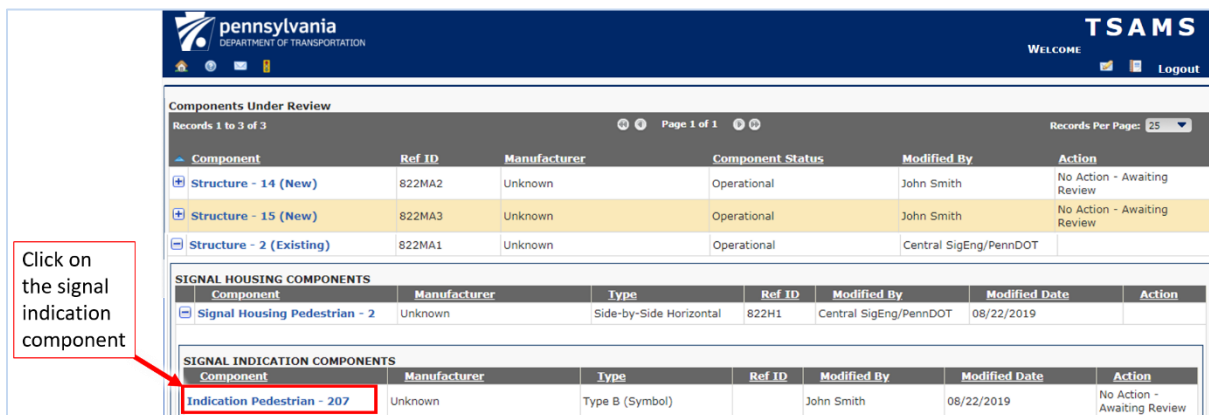 pennsylvania
DEPARTMENT OF TRANSPORTATION
TSAMS
WELCOME
Logout
Components Under Review
Records 1 to 3 of 3 Page 1 of 1 Records Per Page: 25
Component Ref ID Manufacturer Component Status Modified By Action
Structure - 14 (New) 822MA2 Unknown Operational John Smith No Action - Awaiting
Review
Structure - 15 (New) 822MA3 Unknown Operational John Smith No Action - Awaiting
Review
Structure - 2 (Existing) 822MA1 Unknown Operational Central SigEng/PennDOT
Click on
the signal
indication
component
SIGNAL HOUSING COMPONENTS
Component Manufacturer Type Ref ID Modified By Modified Date Action
Signal Housing Pedestrian - 2 Unknown Side-by-Side Horizontal 822H1 Central SigEng/PennDOT 08/22/2019
SIGNAL INDICATION COMPONENTS
Component Manufacturer Type Ref ID Modified By Modified Date Action
Indication Pedestrian - 207 Unknown Type B (Symbol) John Smith 08/22/2019 No Action -
Awaiting Review